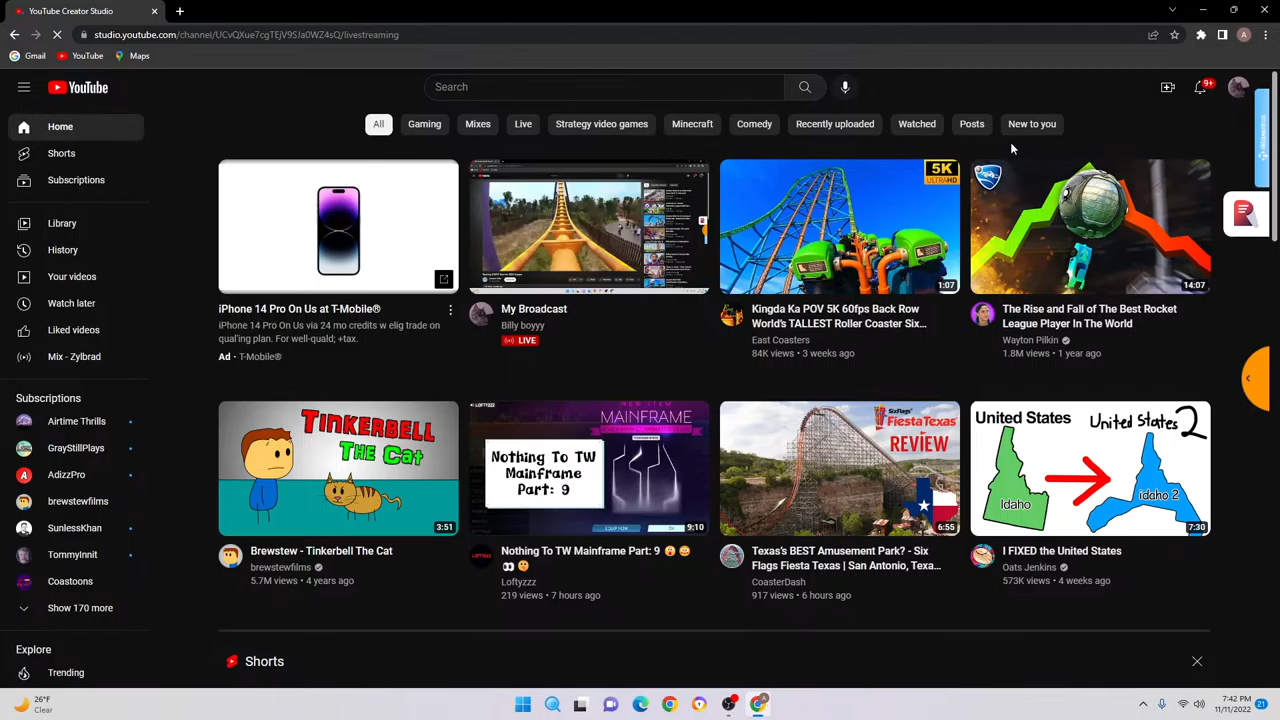 YouTube Creator Studio
studio.youtube.com/channel/UCvQXue7cgTEjV9SJa0WZ4sQ/livestreaming
A
Gmail
YouTube
Maps
YouTube
Search
9+
Home
Shorts
Subscriptions
Library
History
Your videos
Watch later
Liked videos
Mix - Zylbrad
Subscriptions
Airtime Thrills
GrayStillPlays
AdizzPro
brewstewfilms
SunlessKhan
TommyInnit
Coastoons
Show 170 more
Explore
Trending
All
Gaming
Mixes
Live
Strategy video games
Minecraft
Comedy
Recently uploaded
Watched
Posts
New to you
iPhone 14 Pro On Us at T-Mobile®
iPhone 14 Pro On Us via 24 mo credits w elig trade on
qual'ing plan. For well-quald; +tax.
Ad · T-Mobile®
My Broadcast
Billy boyyy
LIVE
5K
ULTRAHD
1:07
Kingda Ka POV 5K 60fps Back Row
World's TALLEST Roller Coaster Six...
East Coasters
84K views • 3 weeks ago
14:07
The Rise and Fall of The Best Rocket
League Player In The World
Wayton Pilkin
1.8M views • 1 year ago
TINKERBELL
THE CAT
3:51
Brewstew - Tinkerbell The Cat
brewstewfilms
5.7M views • 4 years ago
LOFTYZZZ
NEW ITEM
MAINFRAME
Nothing To TW
Mainframe
Part: 9
9:10
Nothing To TW Mainframe Part: 9
Loftyzzz
219 views • 7 hours ago
Six Flags
Fiesta Texas
REVIEW
6:55
Texas's BEST Amusement Park? - Six
Flags Fiesta Texas | San Antonio, Texa...
CoasterDash
917 views • 6 hours ago
United States
United States 2
Idaho
Idaho 2
7:30
I FIXED the United States
Oats Jenkins
573K views • 4 weeks ago
Shorts
26°F
Clear
7:42 PM
11/11/2022
21